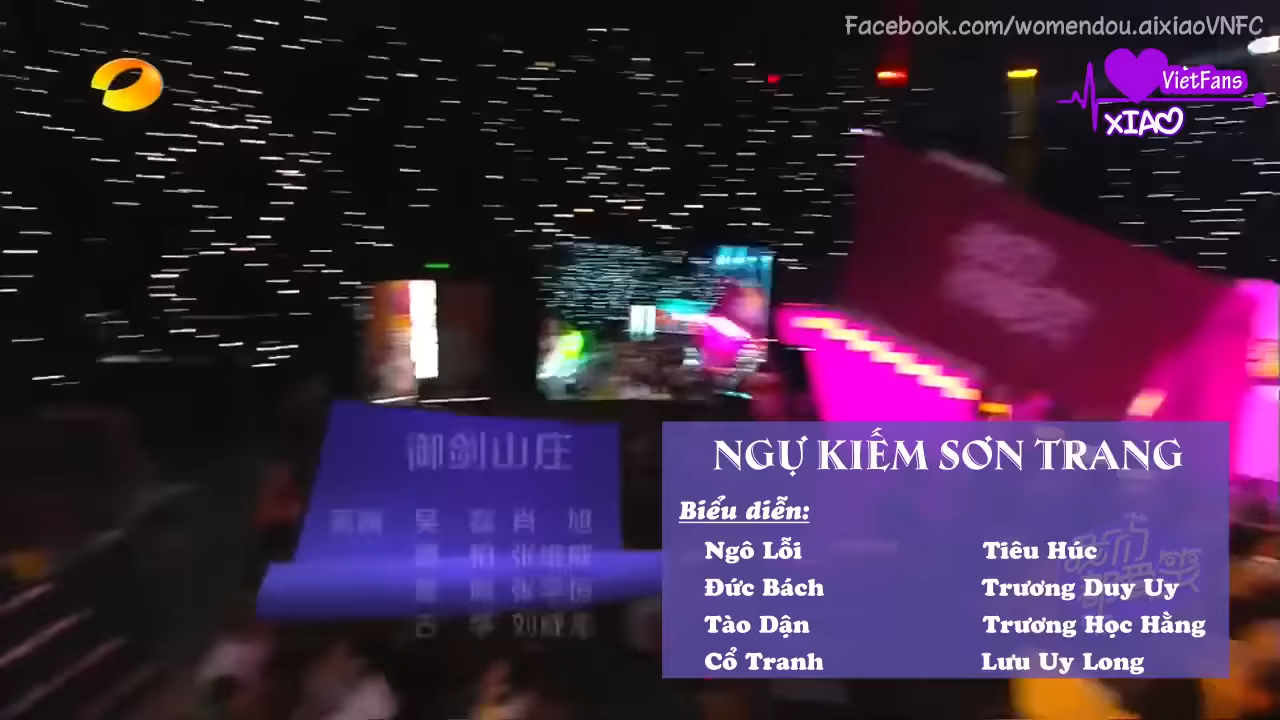 Facebook.com/womendou.aixiaoVNFC
VietFans
XIAO
御剑山庄
NGỰ KIẾM SƠN TRANG
Biểu diễn:
Ngô Lỗi Tiêu Húc
Đức Bách Trương Duy Uy
Tào Dận Trương Học Hằng
Cổ Tranh Lưu Uy Long